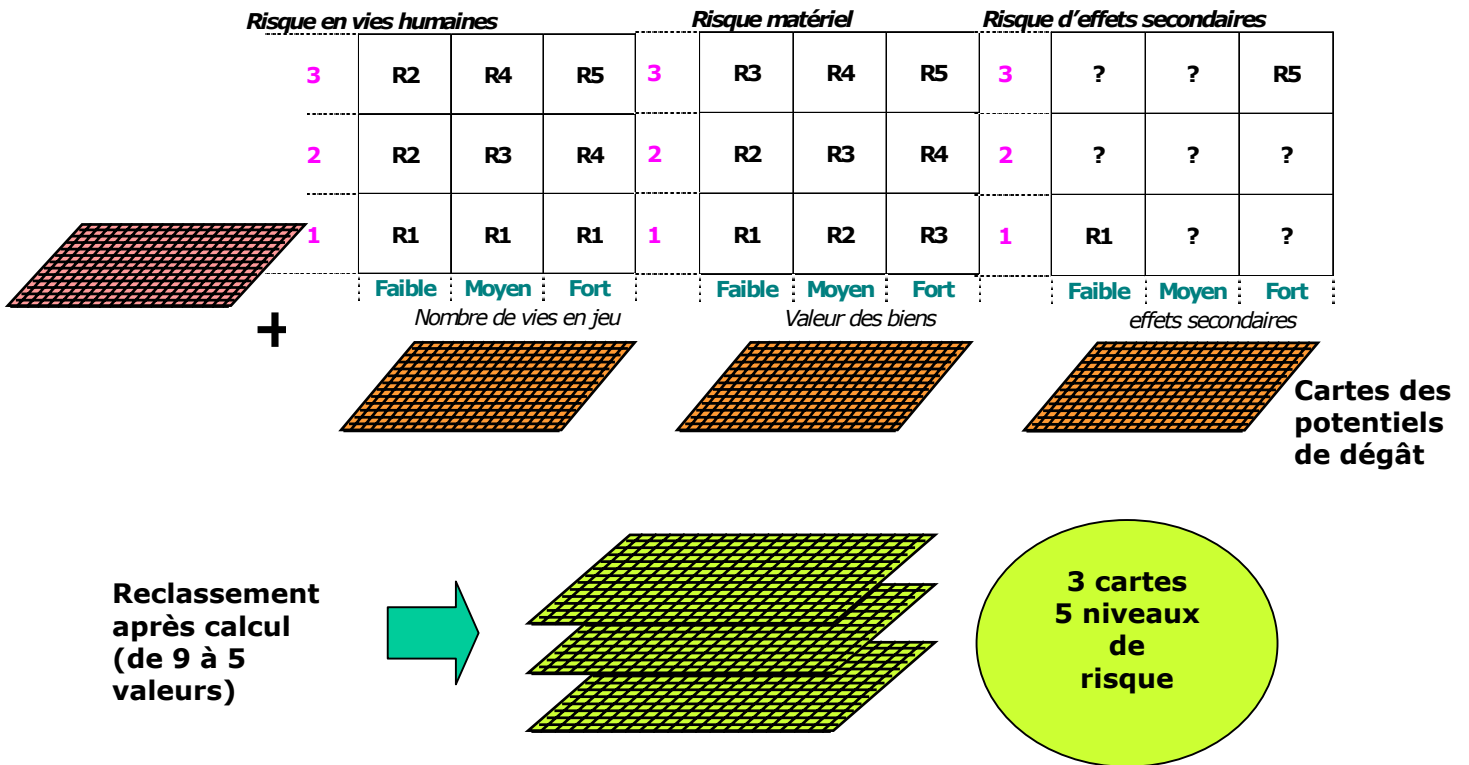 Risque en vies humaines Risque matériel Risque d'effets secondaires
3 R2 R4 R5 3 R3 R4 R5 3 ? ? R5
2 R2 R3 R4 2 R2 R3 R4 2 ? ? ?
1 R1 R1 R1 1 R1 R2 R3 1 R1 ? ?
Faible Moyen Fort Faible Moyen Fort Faible Moyen Fort
Nombre de vies en jeu Valeur des biens effets secondaires
+
Cartes des
potentiels
de dégât
Reclassement
après calcul
(de 9 à 5
valeurs)
3 cartes
5 niveaux
de
risque